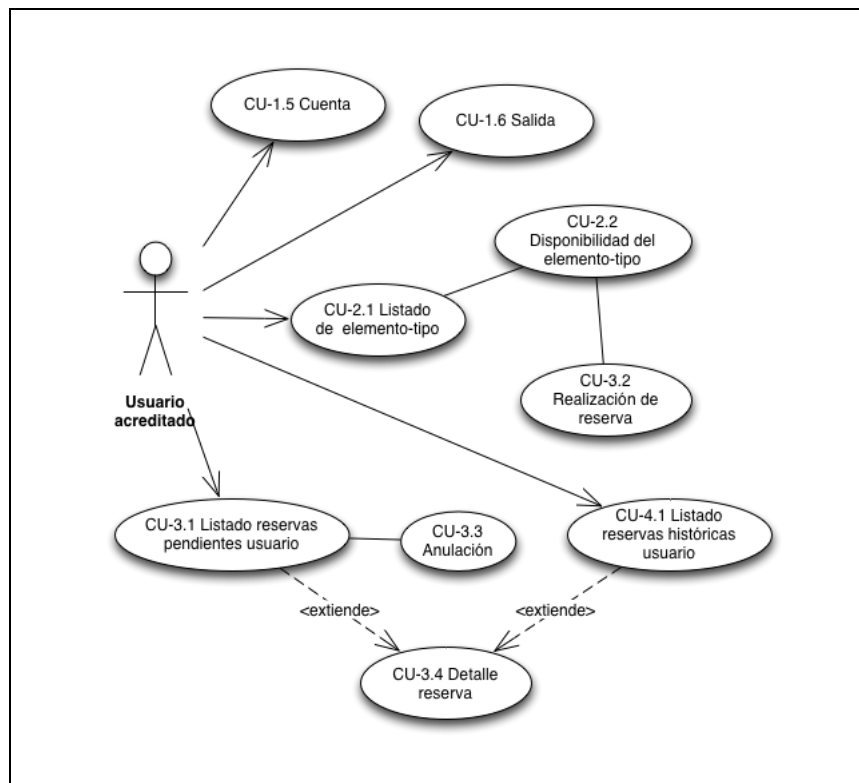 CU-1.5 Cuenta
CU-1.6 Salida
CU-2.2
Disponibilidad del
elemento-tipo
CU-2.1 Listado
de elemento-tipo
CU-3.2
Realización de
reserva
Usuario
acreditado
CU-3.1 Listado reservas
pendientes usuario
CU-3.3
Anulación
CU-4.1 Listado
reservas históricas
usuario
<extiende>
<extiende>
CU-3.4 Detalle
reserva